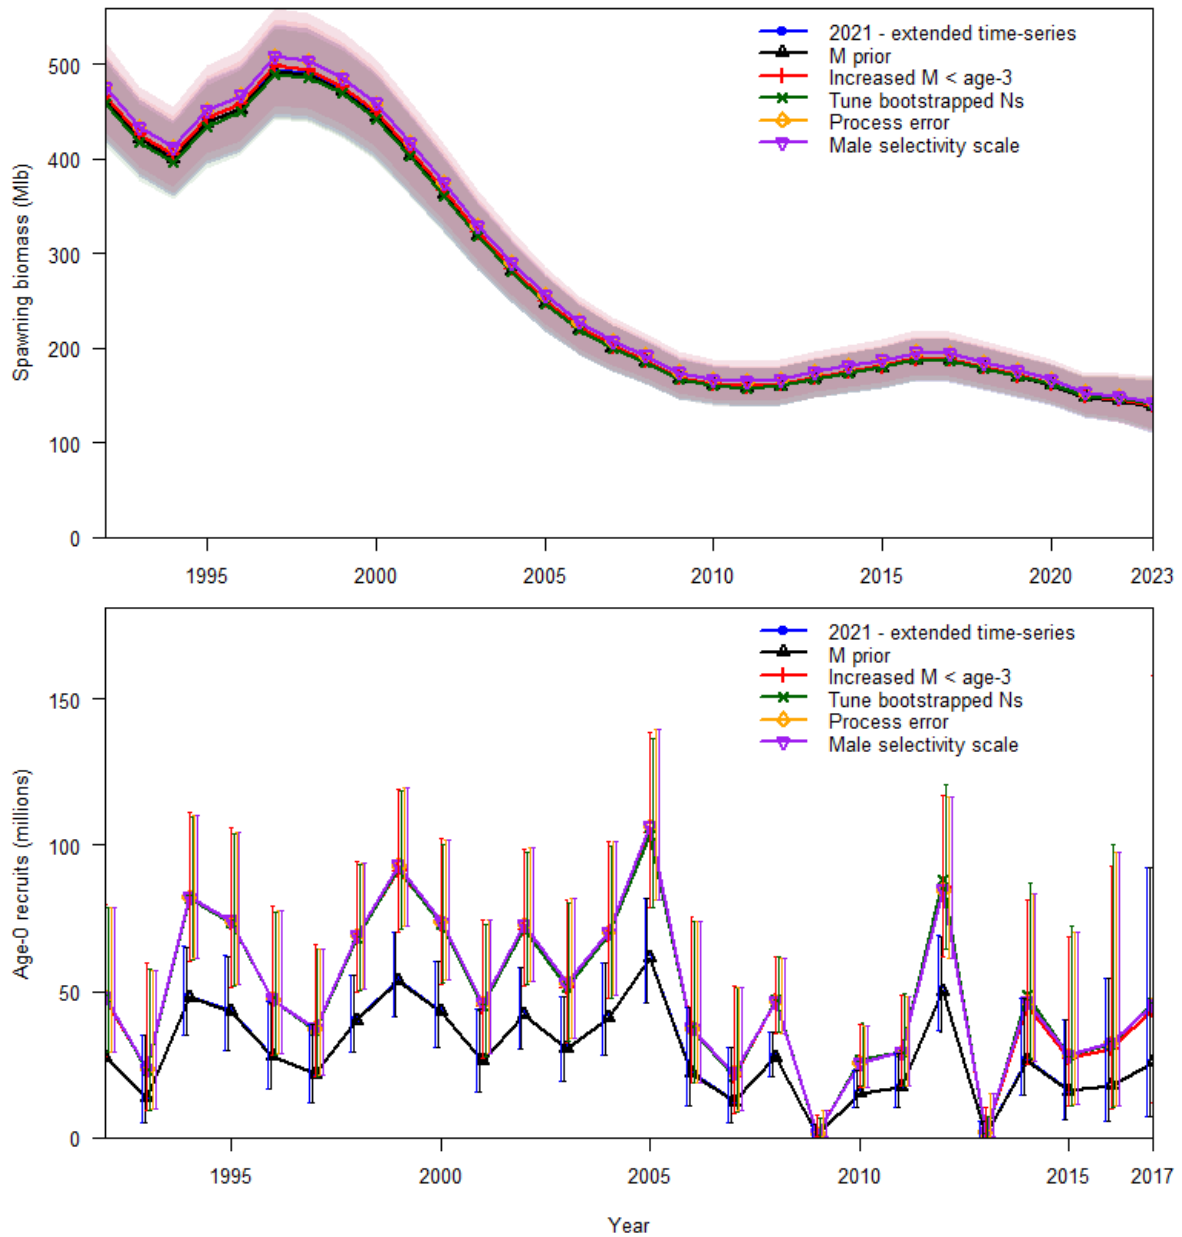 2021 - extended time-series
M prior
Increased M < age-3
Tune bootstrapped Ns
Process error
Male selectivity scale
Spawning biomass (Mlb)
500
400
300
200
100
0
1995 2000 2005 2010 2015 2020 2023
2021 - extended time-series
M prior
Increased M < age-3
Tune bootstrapped Ns
Process error
Male selectivity scale
Age-0 recruits (millions)
150
100
50
0
1995 2000 2005 2010 2015 2017
Year